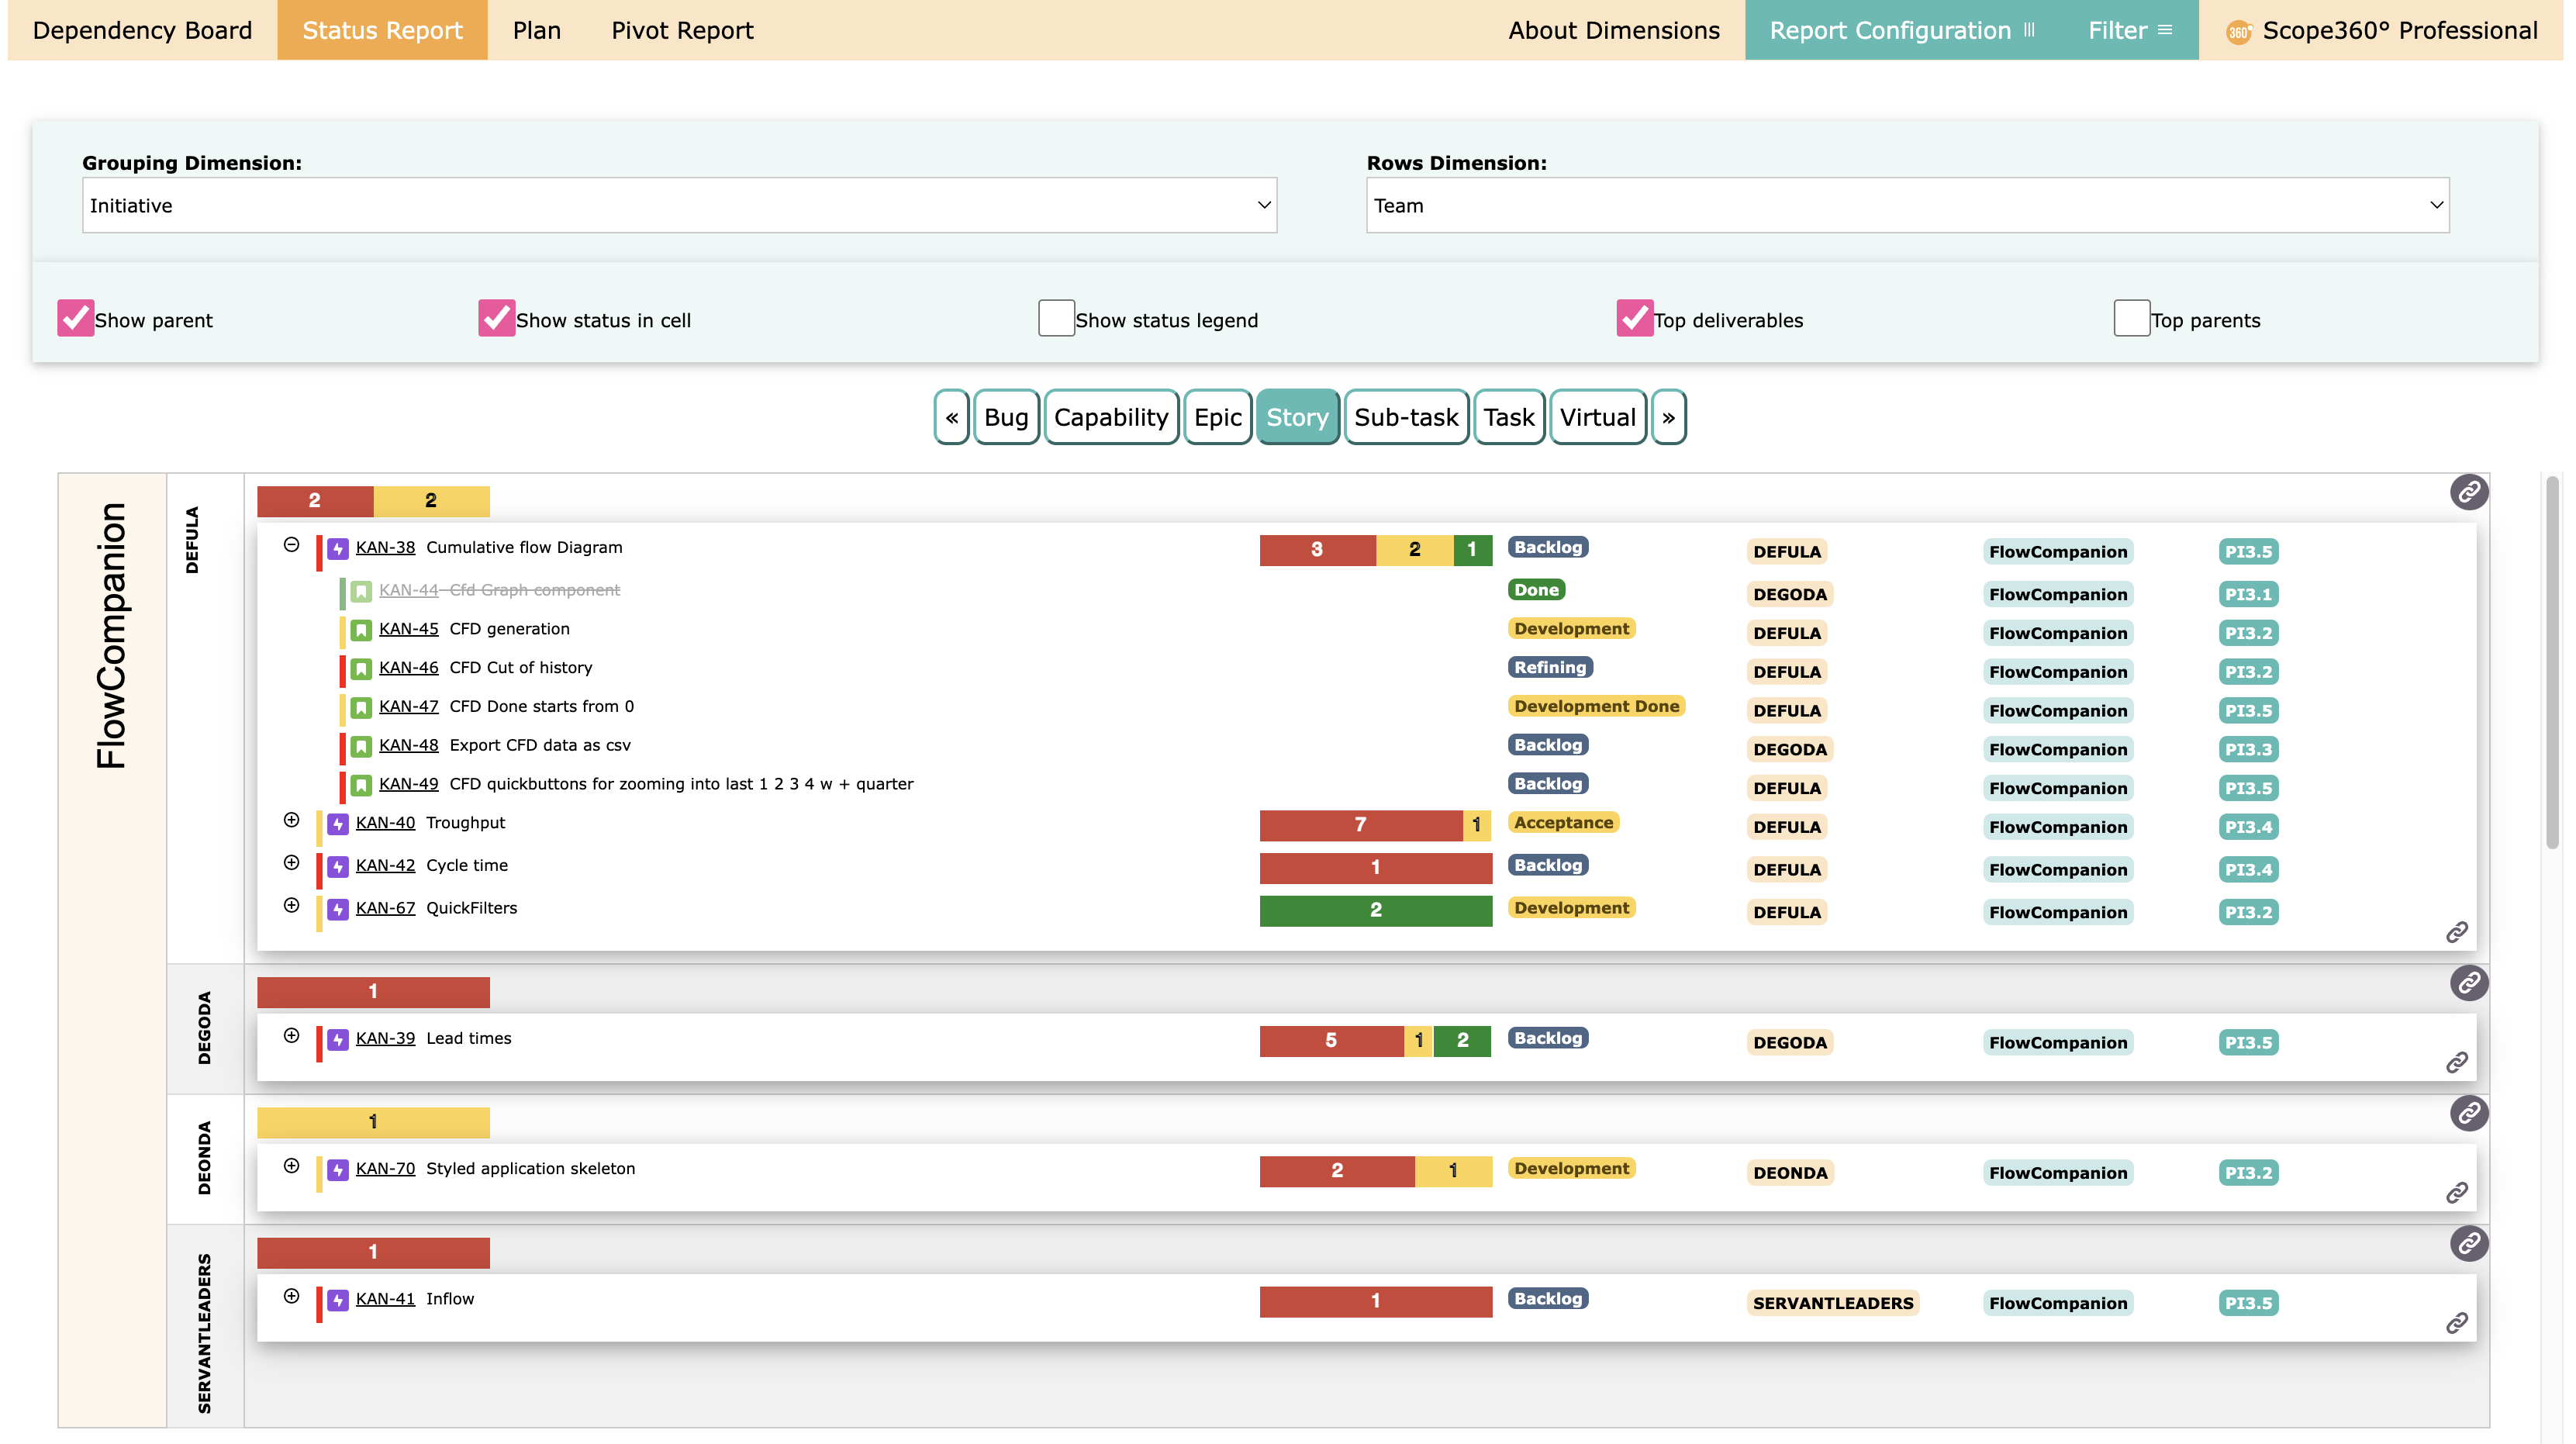 Dependency Board Status Report Plan Pivot Report About Dimensions Report Configuration Filter 360° Scope360° Professional
Grouping Dimension: Rows Dimension:
Initiative Team
Show parent Show status in cell Show status legend Top deliverables Top parents
« Bug Capability Epic Story Sub-task Task Virtual »
FlowCompanion
DEFULA
2 2
KAN-38 Cumulative flow Diagram 3 2 1 Backlog DEFULA FlowCompanion PI3.5
KAN-44 Cfd Graph component Done DEGODA FlowCompanion PI3.1
KAN-45 CFD generation Development DEFULA FlowCompanion PI3.2
KAN-46 CFD Cut of history Refining DEFULA FlowCompanion PI3.2
KAN-47 CFD Done starts from 0 Development Done DEFULA FlowCompanion PI3.5
KAN-48 Export CFD data as csv Backlog DEGODA FlowCompanion PI3.3
KAN-49 CFD quickbuttons for zooming into last 1 2 3 4 w + quarter Backlog DEFULA FlowCompanion PI3.5
KAN-40 Troughput 7 1 Acceptance DEFULA FlowCompanion PI3.4
KAN-42 Cycle time 1 Backlog DEFULA FlowCompanion PI3.4
KAN-67 QuickFilters 2 Development DEFULA FlowCompanion PI3.2
DEGODA
1
KAN-39 Lead times 5 1 2 Backlog DEGODA FlowCompanion PI3.5
DEONDA
1
KAN-70 Styled application skeleton 2 1 Development DEONDA FlowCompanion PI3.2
SERVANTLEADERS
1
KAN-41 Inflow 1 Backlog SERVANTLEADERS FlowCompanion PI3.5